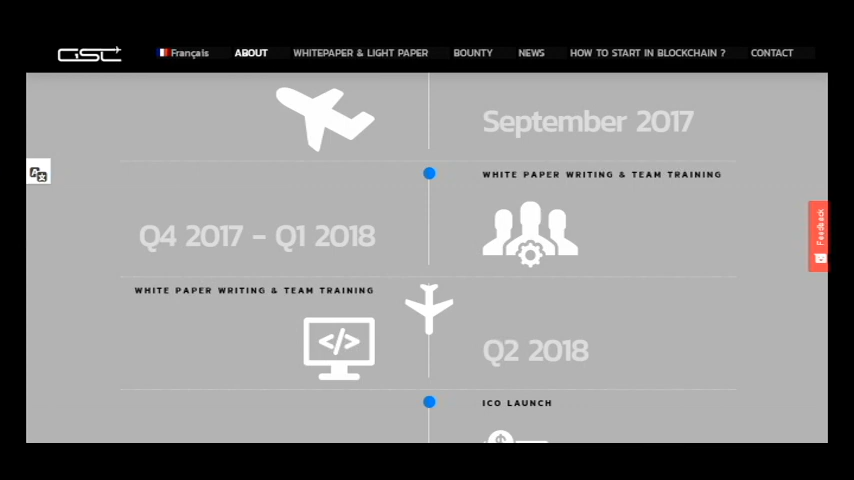 GSC
Français ABOUT WHITEPAPER & LIGHT PAPER BOUNTY NEWS HOW TO START IN BLOCKCHAIN ? CONTACT
September 2017
WHITE PAPER WRITING & TEAM TRAINING
Q4 2017 - Q1 2018
WHITE PAPER WRITING & TEAM TRAINING
Q2 2018
ICO LAUNCH
Feedback